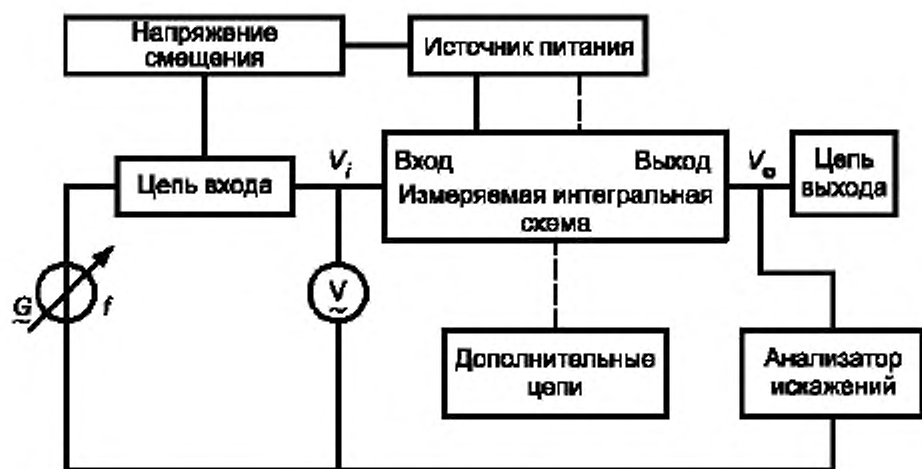 Напряжение
смещения
Источник питания
Цепь входа
V_i
Вход
Выход
Измеряемая интегральная
схема
V_o
Цепь
выхода
G
~
f
V
~
Дополнительные
цепи
Анализатор
искажений